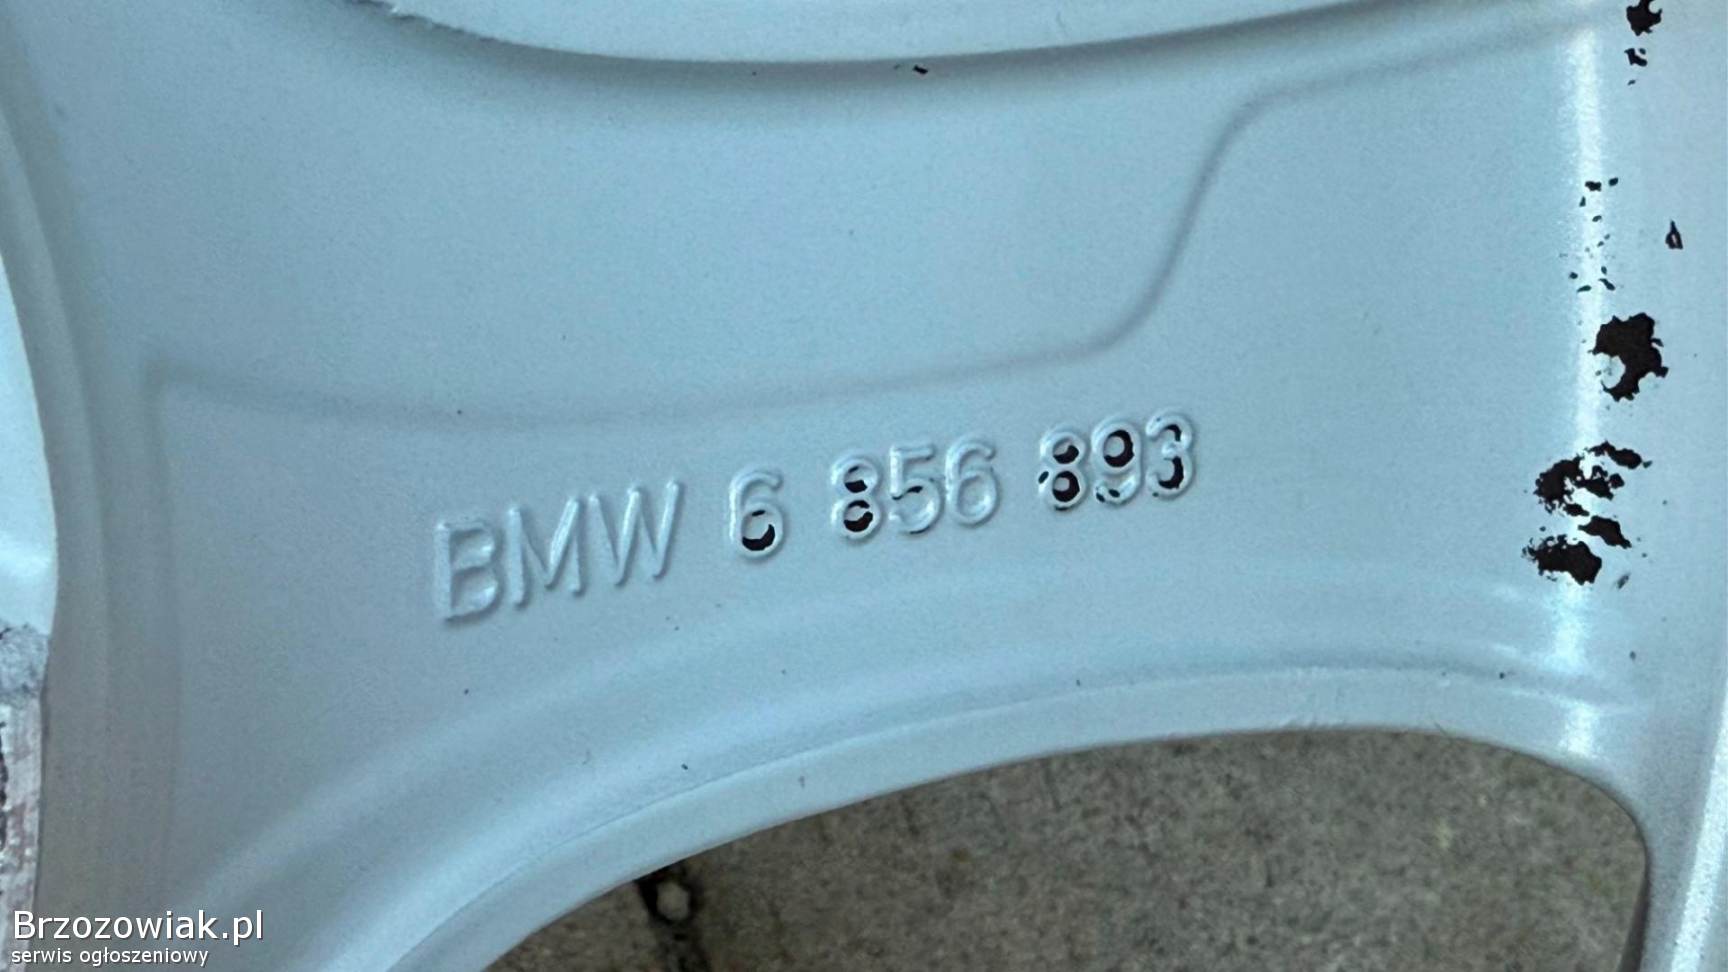 BMW 6 856 893
Brzozowiak.pl
serwis ogłoszeniowy